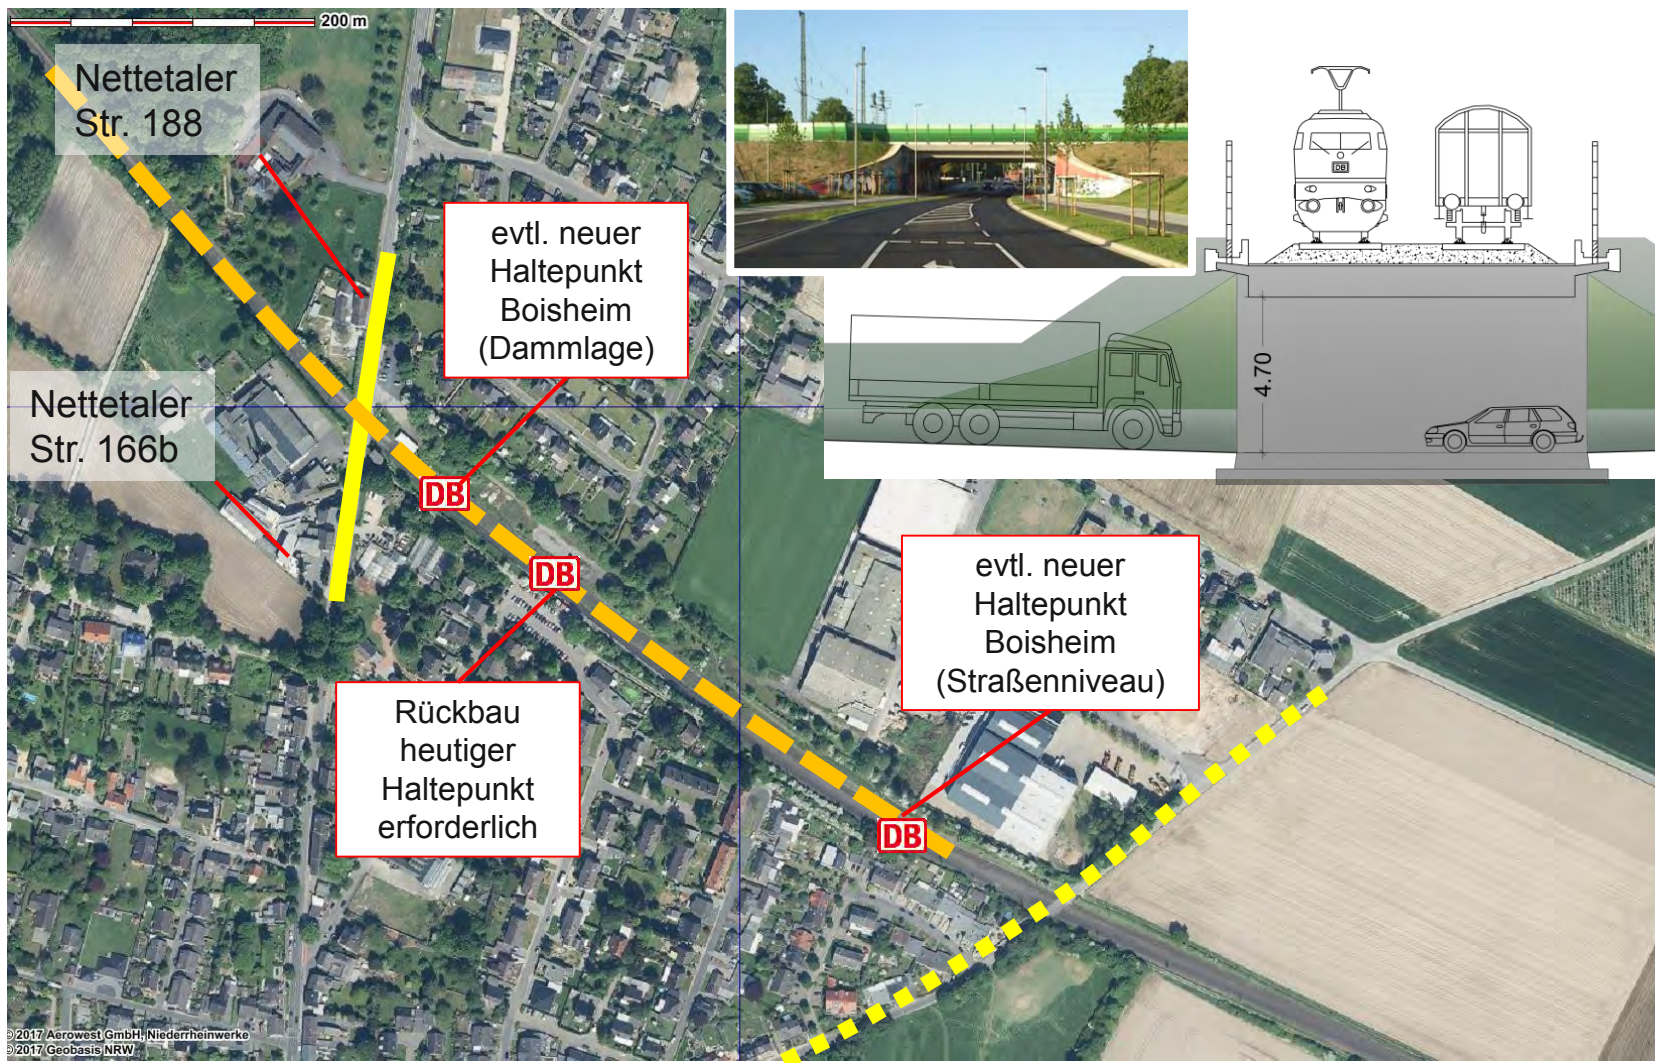 200 m
Nettetaler
Str. 188
evtl. neuer
Haltepunkt
Boisheim
(Dammlage)
DB
4.70
Nettetaler
Str. 166b
DB
DB
evtl. neuer
Haltepunkt
Boisheim
(Straßenniveau)
Rückbau
heutiger
Haltepunkt
erforderlich
DB
© 2017 Aerowest GmbH, Niederrheinwerke
© 2017 Geobasis NRW